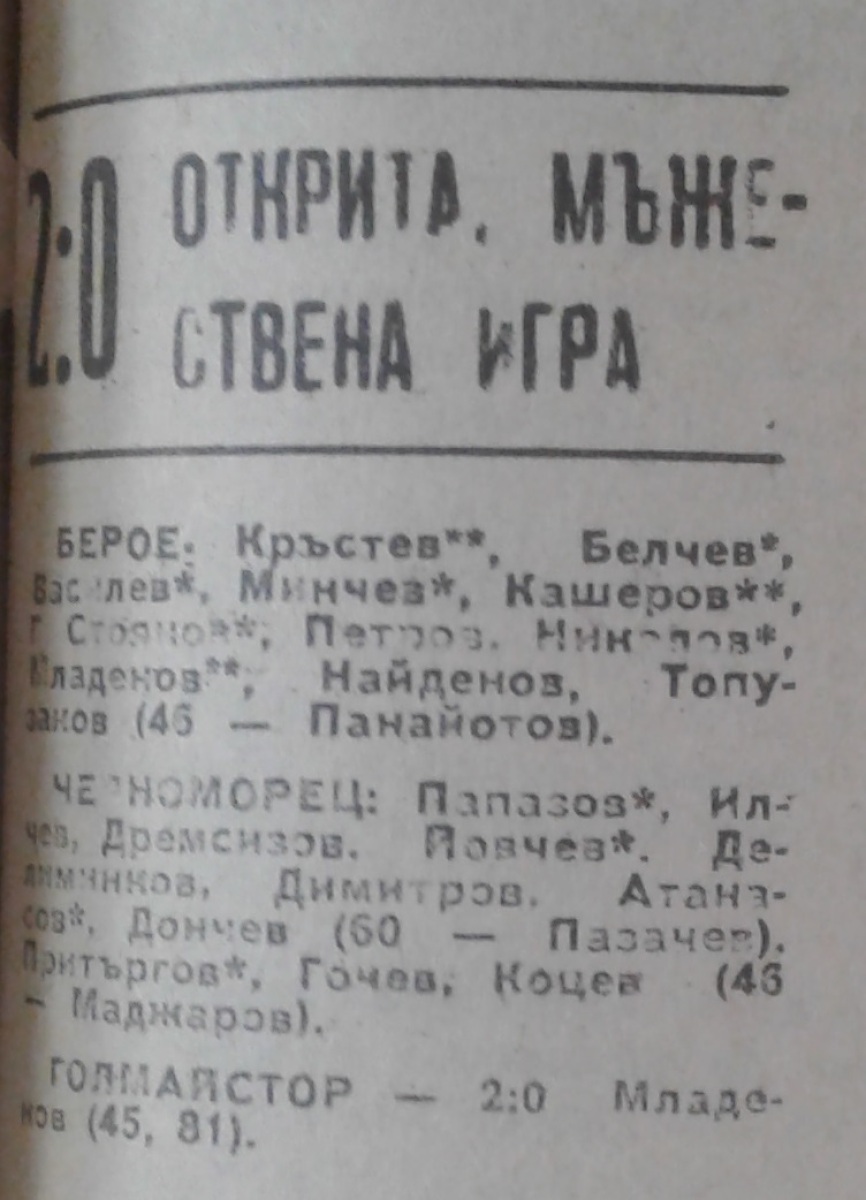 2:0 ОТКРИТА, МЪЖЕ-
СТВЕНА ИГРА
БЕРОЕ: Кръстев**, Белчев*,
Василев*, Минчев*, Кашеров**,
Г. Стоянов*, Петров, Николов*,
Младенов**, Найденов, Топу-
заков (46 — Панайотов).
ЧЕРНОМОРЕЦ: Папазов*, Ил-
чев, Дремсизов, Йовчев*, Де-
лимчиков, Димитров, Атана-
сов*, Дончев (60 — Пазачев),
Притъргов*, Гочев, Коцев (46
— Маджаров).
ГОЛМАЙСТОР — 2:0 Младе-
нов (45, 81).